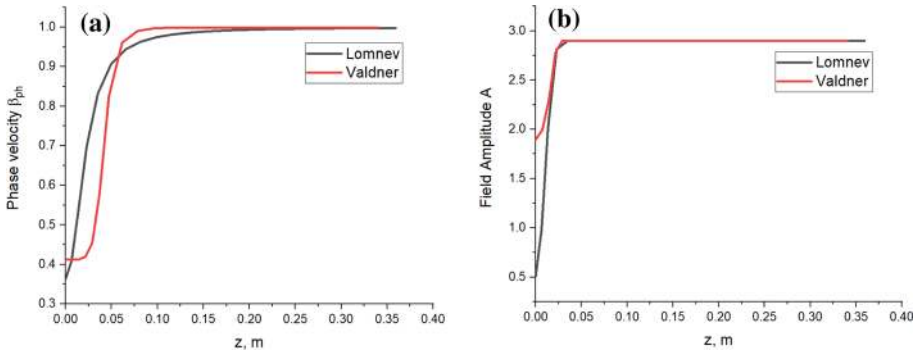 (a)
Lomnev
Valdner
Phase velocity βph
1.0
0.9
0.8
0.7
0.6
0.5
0.4
0.3
0.00 0.05 0.10 0.15 0.20 0.25 0.30 0.35 0.40
z, m
(b)
Lomnev
Valdner
Field Amplitude A
3.0
2.5
2.0
1.5
1.0
0.5
0.00 0.05 0.10 0.15 0.20 0.25 0.30 0.35 0.40
z, m